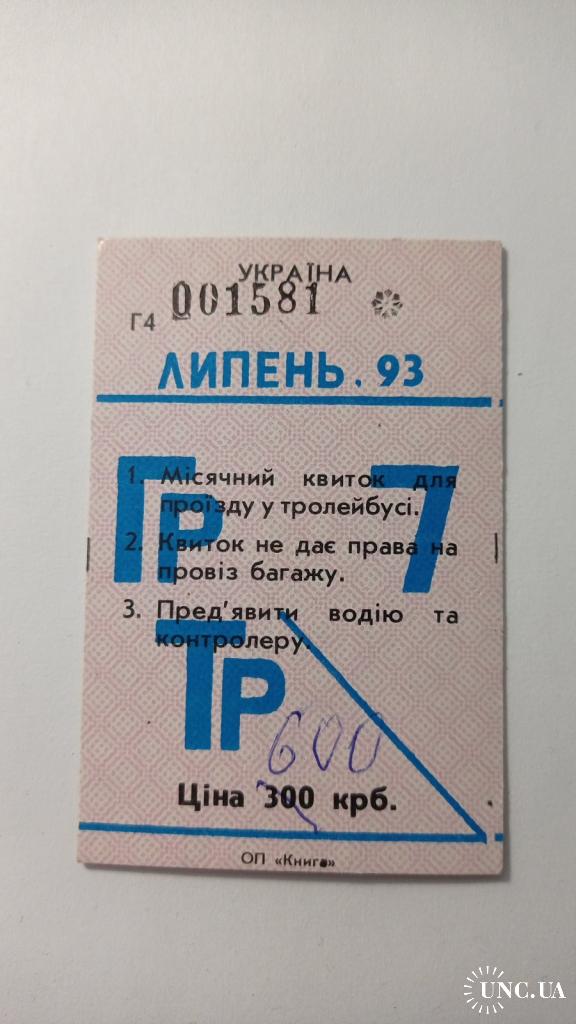 УКРАЇНА
Г4 001581
ЛИПЕНЬ. 93
Гр 7
1. Місячний квиток для
проїзду у тролейбусі.
2. Квиток не дає права на
провіз багажу.
3. Пред'явити водію та
контролеру.
Тр
600
Ціна 300 крб.
ОП «Книга»
UNC.UA